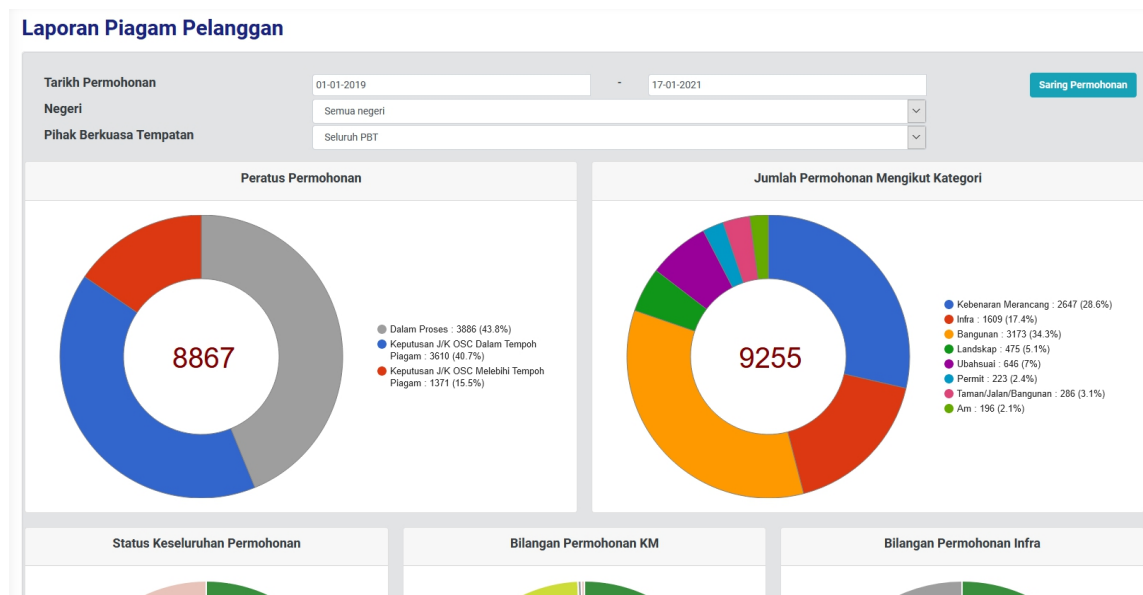 Laporan Piagam Pelanggan
Tarikh Permohonan
01-01-2019
-
17-01-2021
Saring Permohonan
Negeri
Semua negeri
Pihak Berkuasa Tempatan
Seluruh PBT
Peratus Permohonan
8867
Dalam Proses : 3886 (43.8%)
Keputusan J/K OSC Dalam Tempoh
Piagam : 3610 (40.7%)
Keputusan J/K OSC Melebihi Tempoh
Piagam : 1371 (15.5%)
Jumlah Permohonan Mengikut Kategori
9255
Kebenaran Merancang : 2647 (28.6%)
Infra : 1609 (17.4%)
Bangunan : 3173 (34.3%)
Landskap : 475 (5.1%)
Ubahsuai : 646 (7%)
Permit : 223 (2.4%)
Taman/Jalan/Bangunan : 286 (3.1%)
Am : 196 (2.1%)
Status Keseluruhan Permohonan
Bilangan Permohonan KM
Bilangan Permohonan Infra